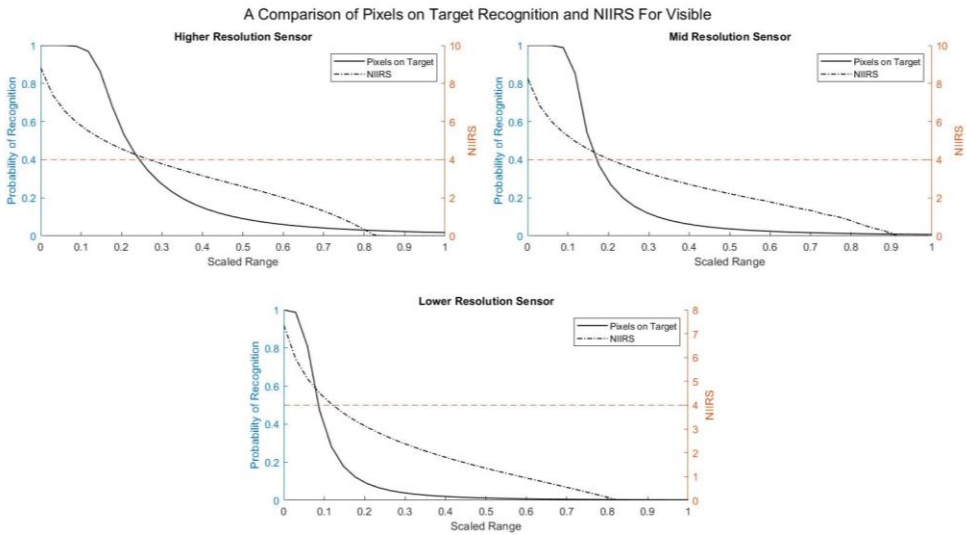 A Comparison of Pixels on Target Recognition and NIIRS For Visible
Higher Resolution Sensor
Probability of Recognition
1
0.8
0.6
0.4
0.2
0
Pixels on Target
NIIRS
10
8
6
4
2
0
NIIRS
0 0.1 0.2 0.3 0.4 0.5 0.6 0.7 0.8 0.9 1
Scaled Range
Mid Resolution Sensor
Probability of Recognition
1
0.8
0.6
0.4
0.2
0
Pixels on Target
NIIRS
10
8
6
4
2
0
NIIRS
0 0.1 0.2 0.3 0.4 0.5 0.6 0.7 0.8 0.9 1
Scaled Range
Lower Resolution Sensor
Probability of Recognition
1
0.8
0.6
0.4
0.2
0
Pixels on Target
NIIRS
8
7
6
5
4
3
2
1
0
NIIRS
0 0.1 0.2 0.3 0.4 0.5 0.6 0.7 0.8 0.9 1
Scaled Range